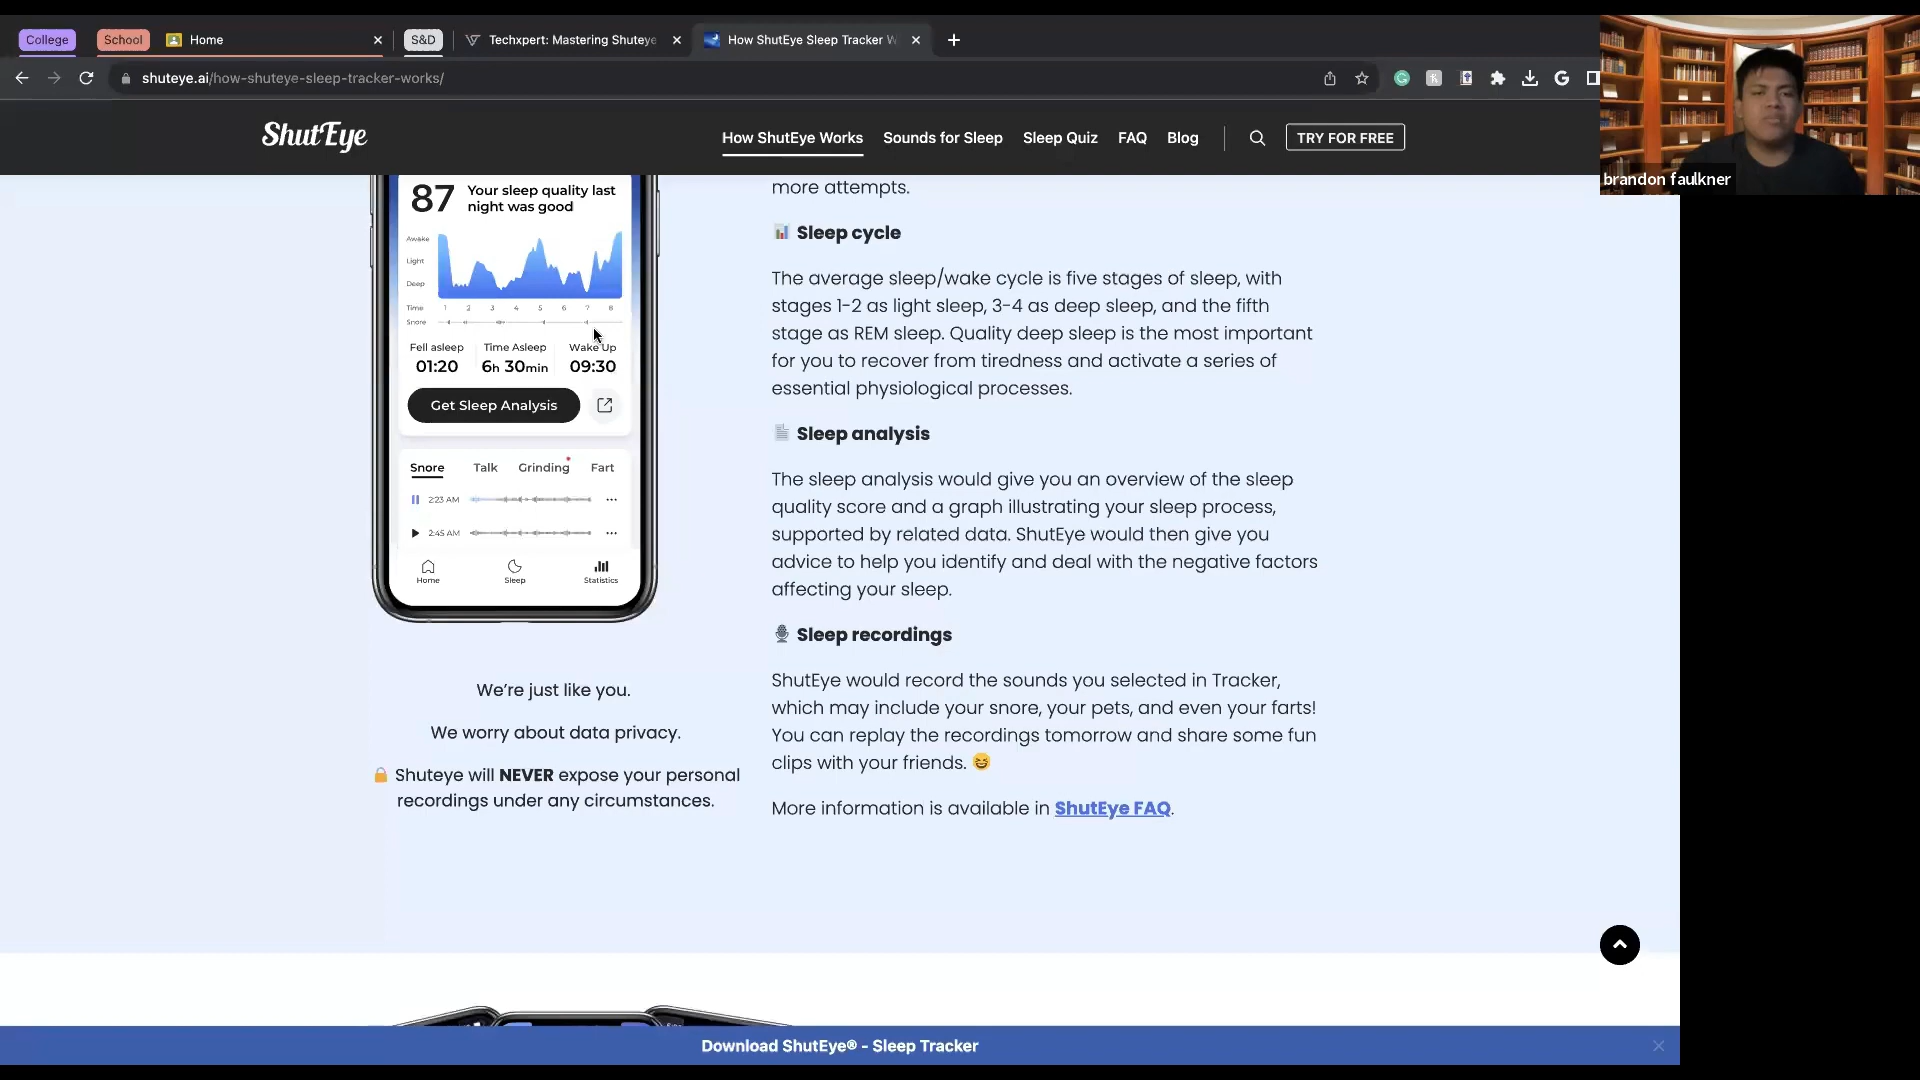 College
School
Home
S&D
Techxpert: Mastering Shuteye
How ShutEye Sleep Tracker W
shuteye.ai/how-shuteye-sleep-tracker-works/
brandon faulkner
ShutEye
How ShutEye Works
Sounds for Sleep
Sleep Quiz
FAQ
Blog
TRY FOR FREE
87
Your sleep quality last
night was good
Awake
Light
Deep
Time 1 2 3 4 5 6 7 8
Snore
Fell asleep Time Asleep Wake Up
01:20 6h 30min 09:30
Get Sleep Analysis
Snore Talk Grinding Fart
2:23 AM
2:45 AM
Home Sleep Statistics
We're just like you.
We worry about data privacy.
🔒 Shuteye will NEVER expose your personal
recordings under any circumstances.
more attempts.
📊 Sleep cycle
The average sleep/wake cycle is five stages of sleep, with
stages 1-2 as light sleep, 3-4 as deep sleep, and the fifth
stage as REM sleep. Quality deep sleep is the most important
for you to recover from tiredness and activate a series of
essential physiological processes.
📄 Sleep analysis
The sleep analysis would give you an overview of the sleep
quality score and a graph illustrating your sleep process,
supported by related data. ShutEye would then give you
advice to help you identify and deal with the negative factors
affecting your sleep.
🎙 Sleep recordings
ShutEye would record the sounds you selected in Tracker,
which may include your snore, your pets, and even your farts!
You can replay the recordings tomorrow and share some fun
clips with your friends. 😆
More information is available in ShutEye FAQ.
Download ShutEye® - Sleep Tracker